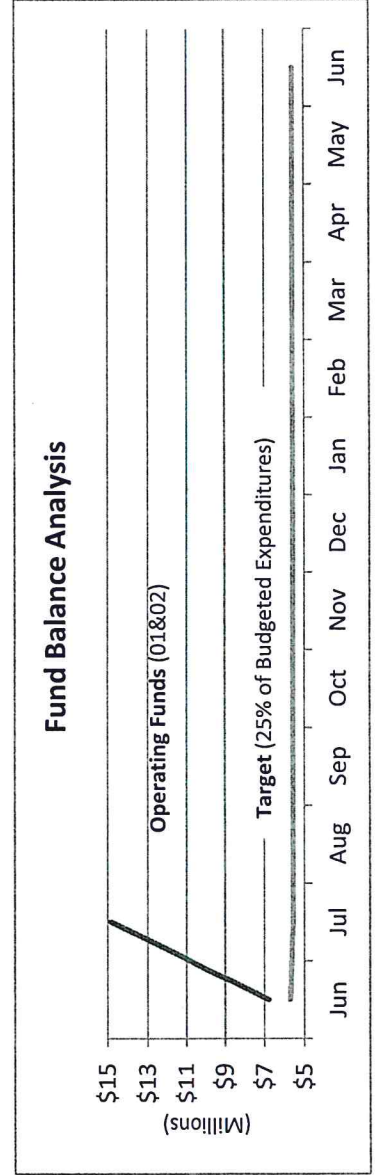 Fund Balance Analysis
$15
$13
$11
$9
$7
$5
(Millions)
Operating Funds (01&02)
Target (25% of Budgeted Expenditures)
Jun Jul Aug Sep Oct Nov Dec Jan Feb Mar Apr May Jun